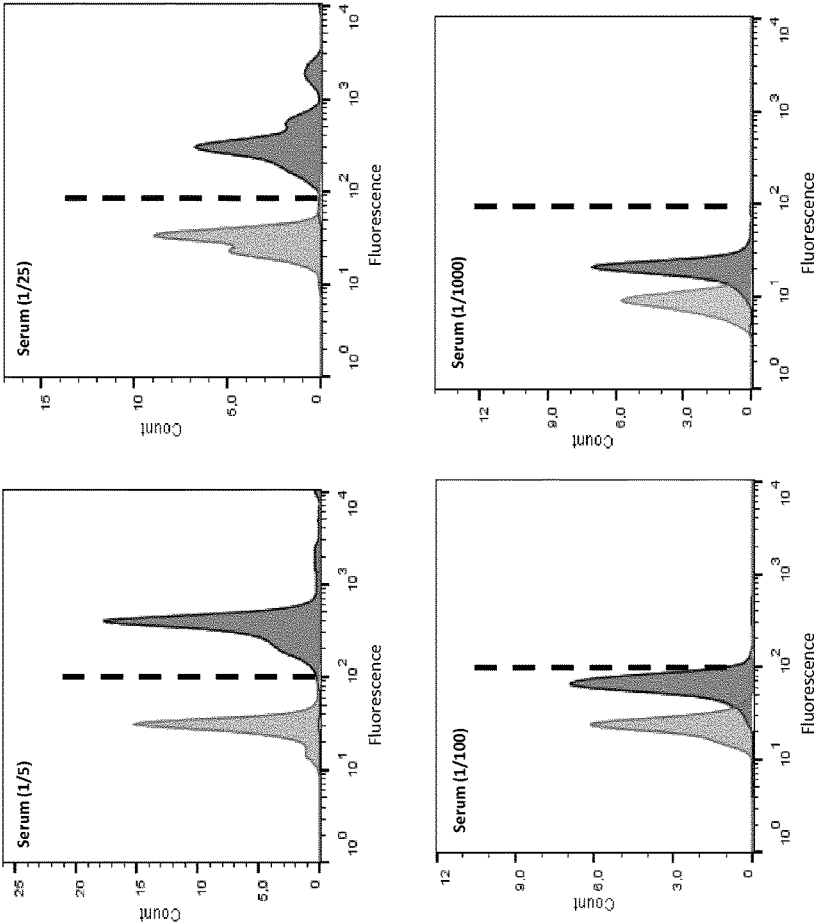 Serum (1/5)
25
20
15
10
5.0
0
Count
10^0 10^1 10^2 10^3 10^4
Fluorescence
Serum (1/25)
15
10
5.0
0
Count
10^0 10^1 10^2 10^3 10^4
Fluorescence
Serum (1/100)
12
9.0
6.0
3.0
0
Count
10^0 10^1 10^2 10^3 10^4
Fluorescence
Serum (1/1000)
12
9.0
6.0
3.0
0
Count
10^0 10^1 10^2 10^3 10^4
Fluorescence